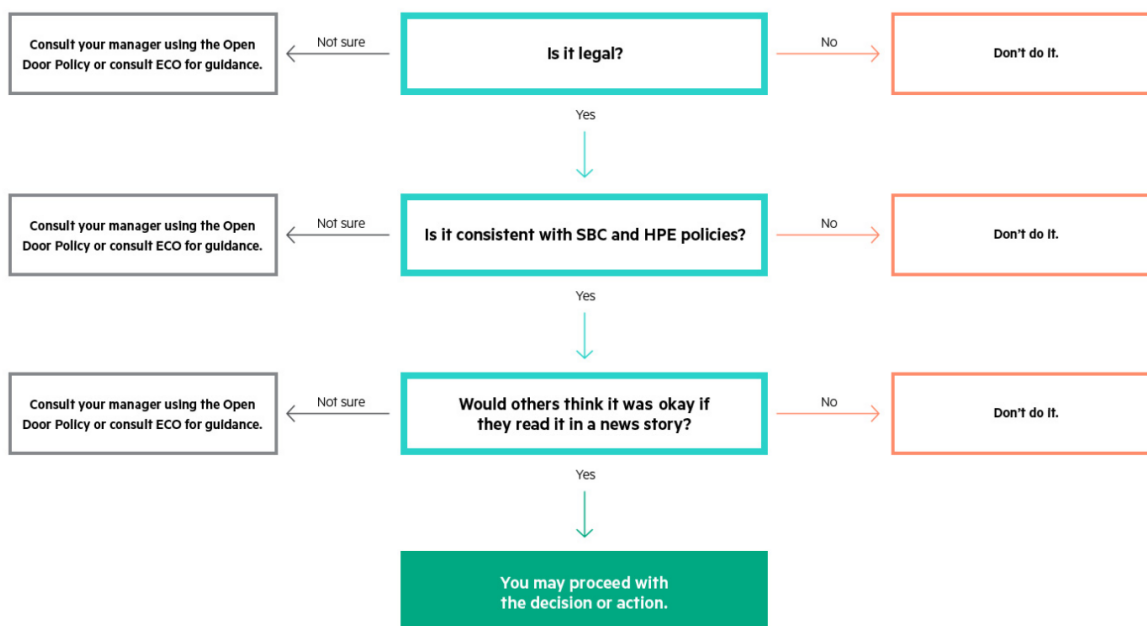 Consult your manager using the Open
Door Policy or consult ECO for guidance.
Not sure
Is it legal?
No
Don't do it.
Yes
Consult your manager using the Open
Door Policy or consult ECO for guidance.
Not sure
Is it consistent with SBC and HPE policies?
No
Don't do it.
Yes
Consult your manager using the Open
Door Policy or consult ECO for guidance.
Not sure
Would others think it was okay if
they read it in a news story?
No
Don't do it.
Yes
You may proceed with
the decision or action.